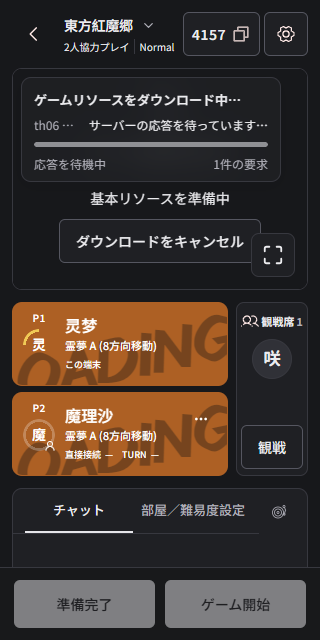 東方紅魔郷
2人協力プレイ Normal
4157
ゲームリソースをダウンロード中…
th06 … サーバーの応答を待っています…
応答を待機中 1件の要求
基本リソースを準備中
ダウンロードをキャンセル
P1
灵
灵梦
霊夢 A (8方向移動)
この端末
LOADING
P2
魔
魔理沙
霊夢 A (8方向移動)
直接接続 — TURN —
LOADING
観戦席 1
咲
観戦
チャット 部屋／難易度設定
準備完了 ゲーム開始